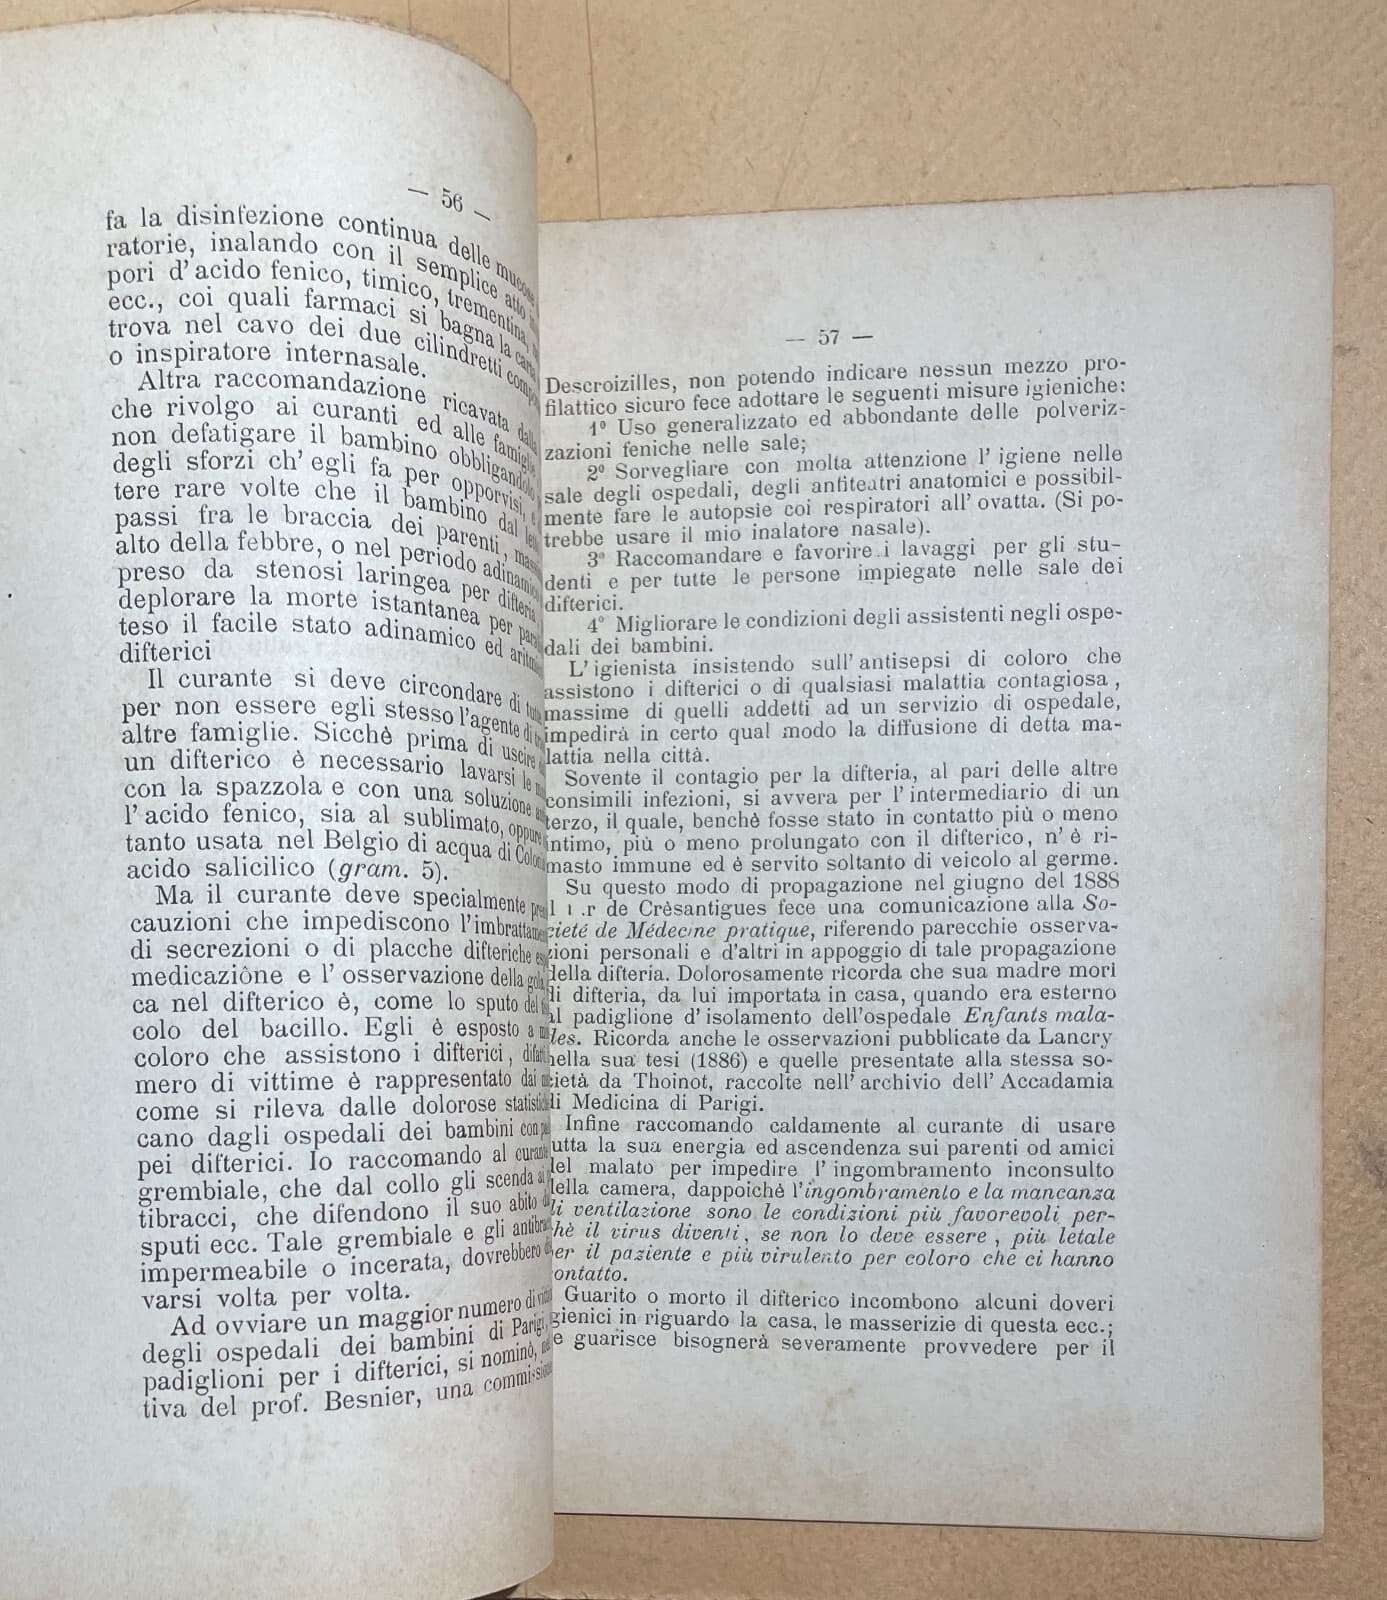 — 56 —
fa la disinfezione continua delle mucose
ratorie, inalando con il semplice atto
pori d'acido fenico, timico, trementina,
ecc., coi quali farmaci si bagna la carta
trova nel cavo dei due cilindretti
o inspiratore internasale.
Altra raccomandazione ricavata
che rivolgo ai curanti ed alle famiglie
non defatigare il bambino obbligandolo
degli sforzi ch'egli fa per opporvisi,
tere rare volte che il bambino dal
passi fra le braccia dei parenti,
alto della febbre, o nel periodo adinamico
preso da stenosi laringea per difteria
deplorare la morte istantanea per
teso il facile stato adinamico ed
difterici
Il curante si deve circondare di
per non essere egli stesso l'agente di
altre famiglie. Sicchè prima di uscire
un difterico è necessario lavarsi le
con la spazzola e con una soluzione
l'acido fenico, sia al sublimato, oppure
tanto usata nel Belgio di acqua di
acido salicilico (gram. 5).
Ma il curante deve specialmente
cauzioni che impediscono
di secrezioni o di placche difteriche
medicaziône e l'osservazione della
ca nel difterico è, come lo sputo del
colo del bacillo. Egli è esposto a
coloro che assistono i difterici,
mero di vittime è rappresentato dai
come si rileva dalle dolorose
cano dagli ospedali dei bambini con
pei difterici. Io raccomando al curante
grembiale, che dal collo gli scenda ai
tibracci, che difendono il suo abito
sputi ecc. Tale grembiale e gli
impermeabile o incerata, dovrebbero
varsi volta per volta.
Ad ovviare un maggior numero di
degli ospedali dei bambini di Parigi,
padiglioni per i difterici, si nominò,
tiva del prof. Besnier, una
— 57 —
Descroizilles, non potendo indicare nessun mezzo pro-
filattico sicuro fece adottare le seguenti misure igieniche:
1º Uso generalizzato ed abbondante delle polveriz-
zazioni feniche nelle sale;
2º Sorvegliare con molta attenzione l'igiene nelle
sale degli ospedali, degli anfiteatri anatomici e possibil-
mente fare le autopsie coi respiratori all'ovatta. (Si po-
trebbe usare il mio inalatore nasale).
3º Raccomandare e favorire i lavaggi per gli stu-
denti e per tutte le persone impiegate nelle sale dei
difterici.
4º Migliorare le condizioni degli assistenti negli ospe-
dali dei bambini.
L'igienista insistendo sull'antisepsi di coloro che
assistono i difterici o di qualsiasi malattia contagiosa,
massime di quelli addetti ad un servizio di ospedale,
impedirà in certo qual modo la diffusione di detta ma-
lattia nella città.
Sovente il contagio per la difteria, al pari delle altre
consimili infezioni, si avvera per l'intermediario di un
terzo, il quale, benchè fosse stato in contatto più o meno
intimo, più o meno prolungato con il difterico, n'è ri-
masto immune ed è servito soltanto di veicolo al germe.
Su questo modo di propagazione nel giugno del 1888
de Crèsantigues fece una comunicazione alla So-
cieté de Médecine pratique, riferendo parecchie osserva-
zioni personali e d'altri in appoggio di tale propagazione
della difteria. Dolorosamente ricorda che sua madre morì
di difteria, da lui importata in casa, quando era esterno
al padiglione d'isolamento dell'ospedale Enfants mala-
des. Ricorda anche le osservazioni pubblicate da Lancry
nella sua tesi (1886) e quelle presentate alla stessa so-
cietà da Thoinot, raccolte nell'archivio dell'Accadamia
di Medicina di Parigi.
Infine raccomando caldamente al curante di usare
tutta la sua energia ed ascendenza sui parenti od amici
del malato per impedire l'ingombramento inconsulto
della camera, dappoichè l'ingombramento e la mancanza
di ventilazione sono le condizioni più favorevoli per-
chè il virus diventi, se non lo deve essere, più letale
per il paziente e più virulento per coloro che ci hanno
contatto.
Guarito o morto il difterico incombono alcuni doveri
igienici in riguardo la casa, le masserizie di questa ecc.;
e guarisce bisognerà severamente provvedere per il